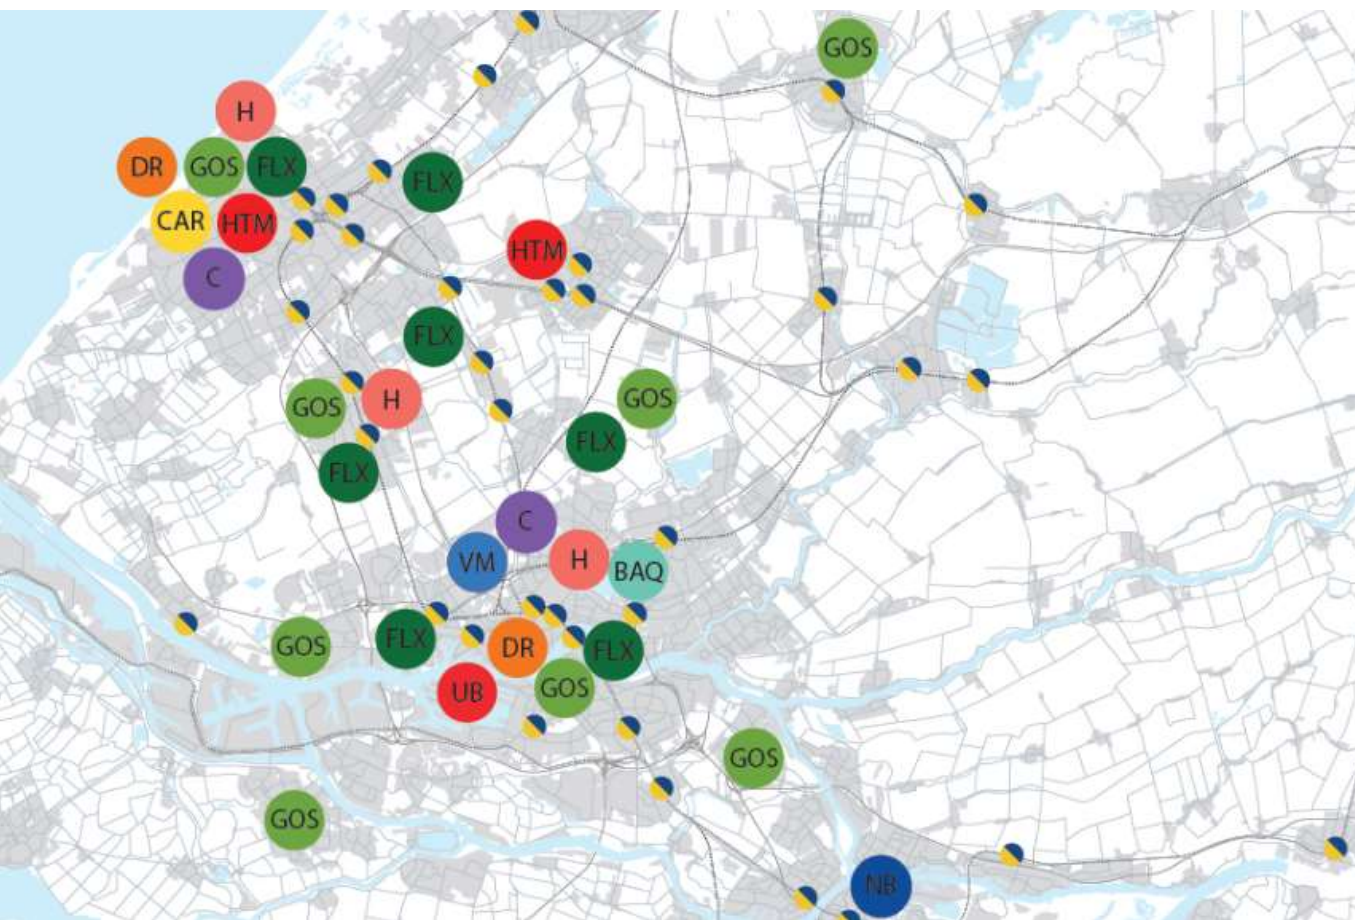 GOS
H
DR GOS FLX
FLX
CAR HTM
HTM
C
FLX
GOS H
GOS
FLX
FLX
C
VM H BAQ
GOS FLX DR FLX
UB GOS
GOS
GOS
NB